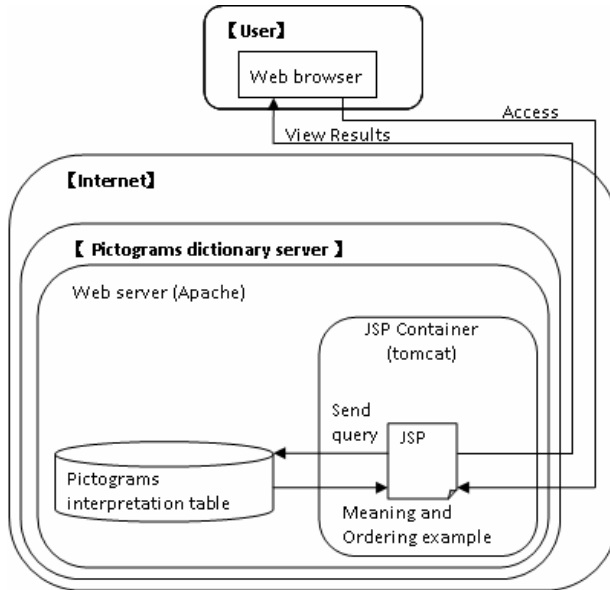 【User】
Web browser
Access
View Results
【Internet】
【 Pictograms dictionary server 】
Web server (Apache)
JSP Container
(tomcat)
Send
query
JSP
Pictograms
interpretation table
Meaning and
Ordering example